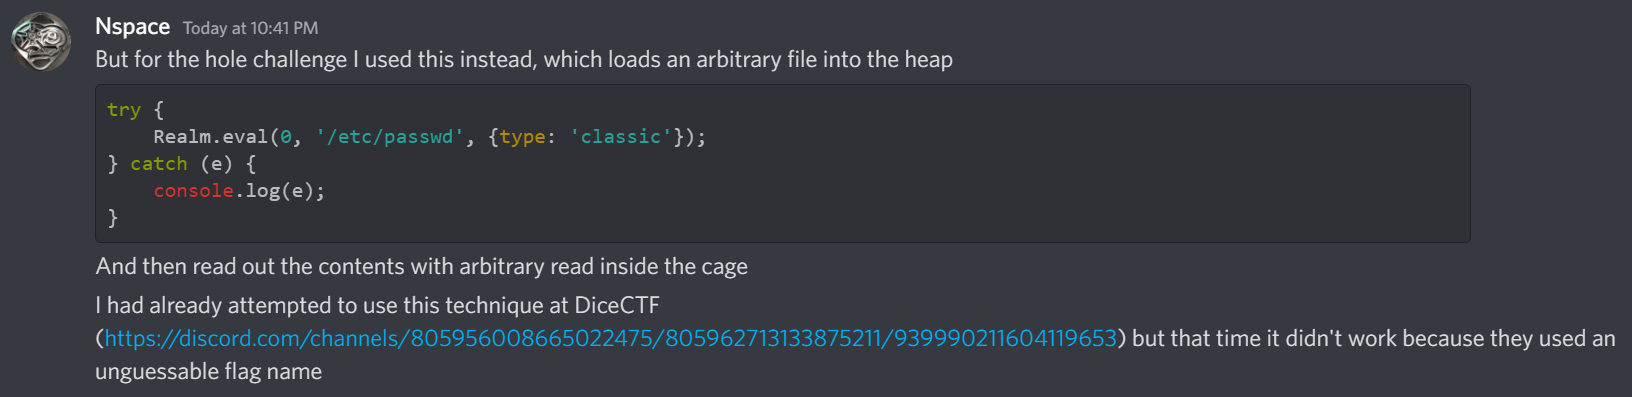 Nspace Today at 10:41 PM
But for the hole challenge I used this instead, which loads an arbitrary file into the heap
try {
    Realm.eval(0, '/etc/passwd', {type: 'classic'});
} catch (e) {
    console.log(e);
}
And then read out the contents with arbitrary read inside the cage
I had already attempted to use this technique at DiceCTF
(https://discord.com/channels/805956008665022475/805962713133875211/939990211604119653) but that time it didn't work because they used an
unguessable flag name